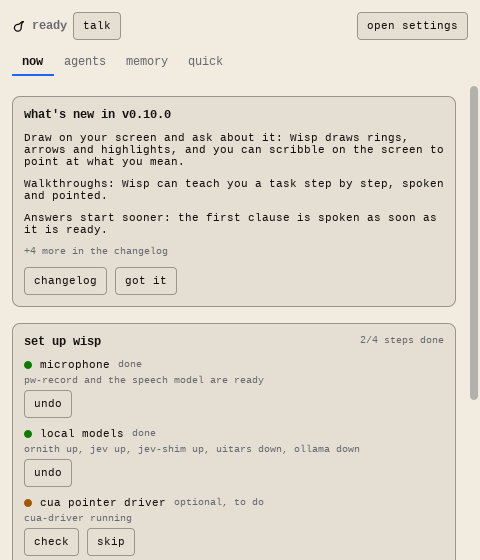 ready talk open settings
now agents memory quick
what's new in v0.10.0
Draw on your screen and ask about it: Wisp draws rings,
arrows and highlights, and you can scribble on the screen to
point at what you mean.
Walkthroughs: Wisp can teach you a task step by step, spoken
and pointed.
Answers start sooner: the first clause is spoken as soon as
it is ready.
+4 more in the changelog
changelog got it
set up wisp 2/4 steps done
microphone done
pw-record and the speech model are ready
undo
local models done
ornith up, jev up, jev-shim up, uitars down, ollama down
undo
cua pointer driver optional, to do
cua-driver running
check skip